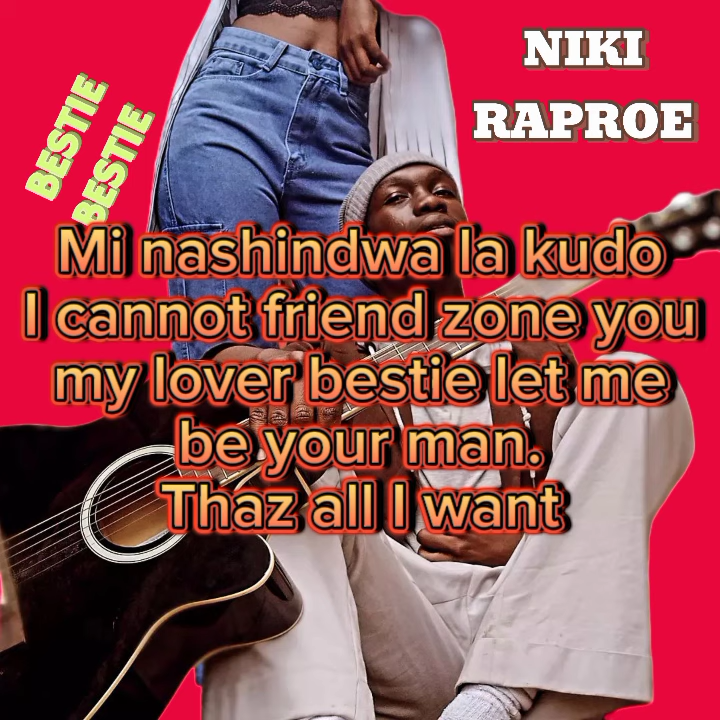 NIKI
RAPROE
BESTIE
BESTIE
Mi nashindwa la kudo
I cannot friend zone you
my lover bestie let me
be your man.
Thaz all I want